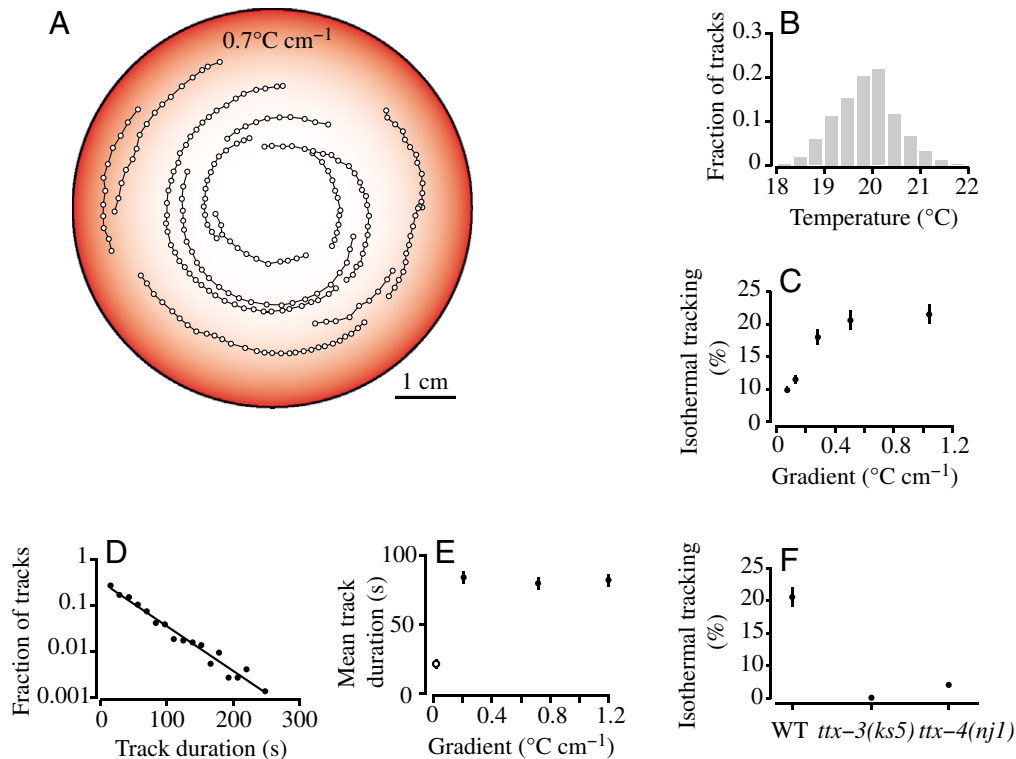 A
0.7°C cm−1
1 cm
B
Fraction of tracks
0.3
0.2
0.1
0
18 19 20 21 22
Temperature (°C)
C
Isothermal tracking
(%)
25
20
15
10
0
0 0.4 0.8 1.2
Gradient (°C cm−1)
D
Fraction of tracks
1
0.1
0.01
0.001
0 100 200 300
Track duration (s)
E
Mean track
duration (s)
100
50
0
0 0.4 0.8 1.2
Gradient (°C cm−1)
F
Isothermal tracking
(%)
25
20
15
10
0
WT ttx−3(ks5) ttx−4(nj1)